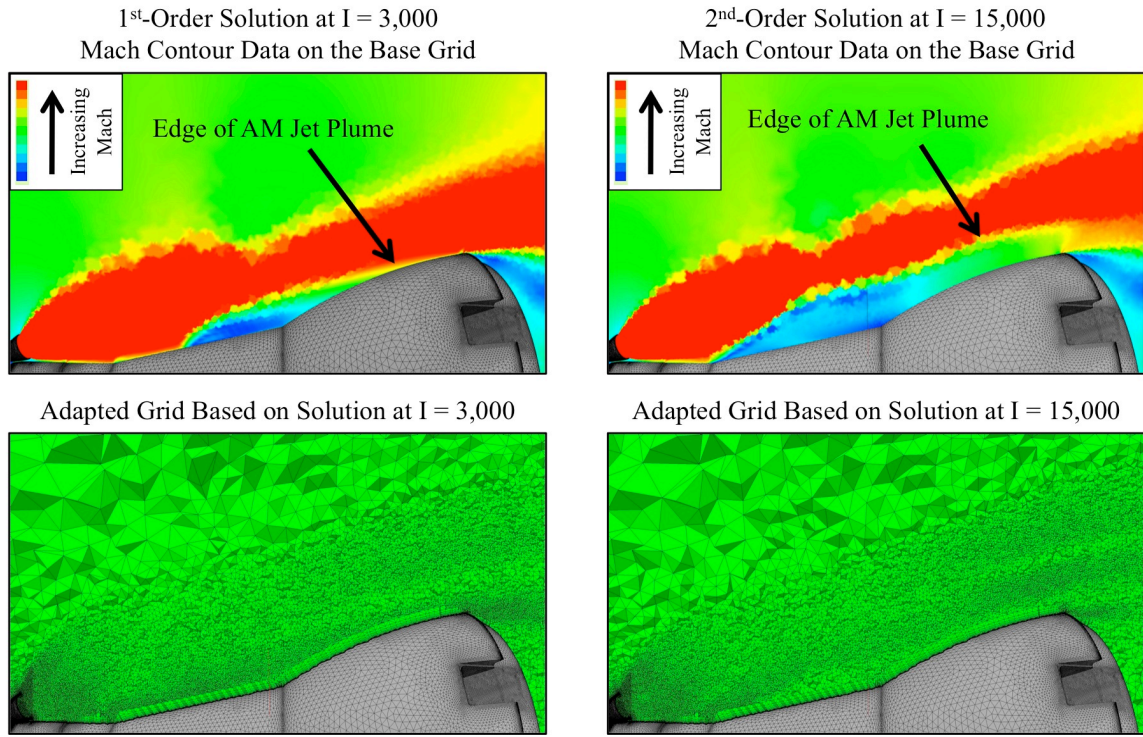 1st-Order Solution at I = 3,000
Mach Contour Data on the Base Grid
Increasing
Mach
Edge of AM Jet Plume
2nd-Order Solution at I = 15,000
Mach Contour Data on the Base Grid
Increasing
Mach
Edge of AM Jet Plume
Adapted Grid Based on Solution at I = 3,000
Adapted Grid Based on Solution at I = 15,000